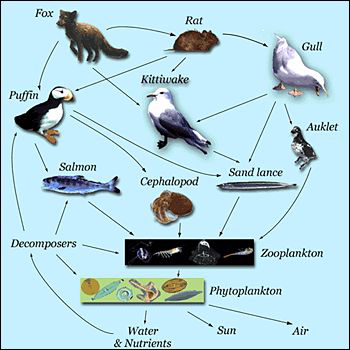 Fox
Rat
Gull
Kittiwake
Puffin
Auklet
Salmon
Cephalopod
Sand lance
Decomposers
Zooplankton
Phytoplankton
Water
& Nutrients
Sun
Air